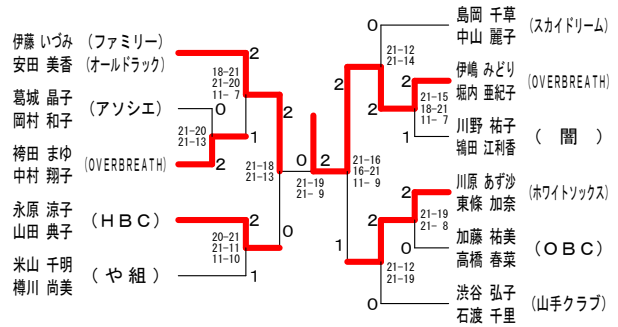 伊藤 いづみ (ファミリー)
安田 美香 (オールドラック)
葛城 晶子
岡村 和子
(アソシエ)
袴田 まゆ
中村 翔子
(OVERBREATH)
永原 涼子
山田 典子
(HBC)
米山 千明
樽川 尚美
(や組)
2
18-21
21-20
11- 7
0
21-20
21-13
1
2
2
21-18
21-13
2
20-21
21-11
11-10
1
0
0
21-19
21- 9
2
2
21-16
16-21
11- 9
1
0
21-12
21-14
2
2
21-15
18-21
11- 7
1
2
21-19
21- 8
2
0
21-12
21-19
0
島岡 千草
中山 麗子
(スカイドリーム)
伊嶋 みどり
堀内 亜紀子
(OVERBREATH)
川野 祐子
鴇田 江利香
(闇)
川原 あず沙
東條 加奈
(ホワイトソックス)
加藤 祐美
高橋 春菜
(OBC)
渋谷 弘子
石渡 千里
(山手クラブ)